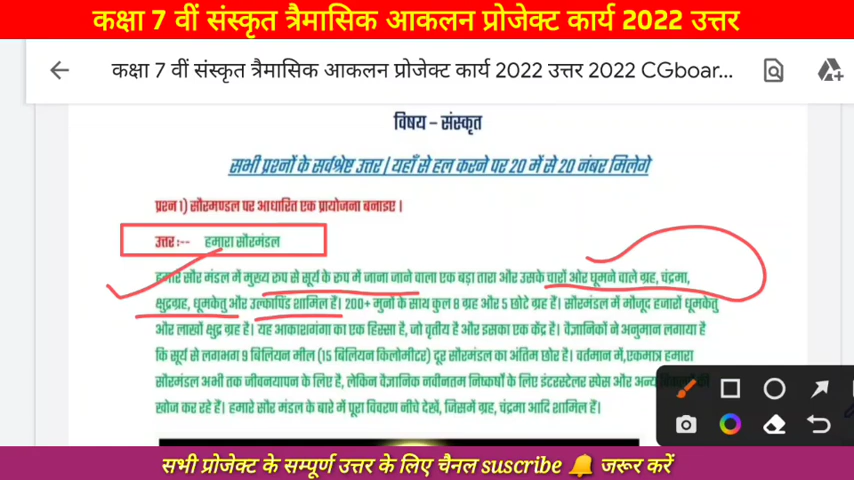 कक्षा 7 वीं संस्कृत त्रैमासिक आकलन प्रोजेक्ट कार्य 2022 उत्तर
कक्षा 7 वीं संस्कृत त्रैमासिक आकलन प्रोजेक्ट कार्य 2022 उत्तर 2022 CGboar...
विषय – संस्कृत
सभी प्रश्नों के सर्वश्रेष्ठ उत्तर | यहाँ से हल करने पर 20 में से 20 नंबर मिलेगे
प्रश्न 1) सौरमण्डल पर आधारित एक प्रायोजना बनाइए ।
उत्तर :-- हमारा सौरमंडल
हमारे सौर मंडल में मुख्य रूप से सूर्य के रूप में जाना जाने वाला एक बड़ा तारा और उसके चारों ओर घूमने वाले ग्रह, चंद्रमा,
क्षुद्रग्रह, धूमकेतु और उल्कापिंड शामिल हैं। 200+ मुनो के साथ कुल 8 ग्रह और 5 छोटे ग्रह हैं। सौरमंडल में मौजूद हजारों धूमकेतु
और लाखों क्षुद्र ग्रह है। यह आकाशगंगा का एक हिस्सा है, जो वृतीय है और इसका एक केंद्र है। वैज्ञानिकों ने अनुमान लगाया है
कि सूर्य से लगभग 9 बिलियन मील (15 बिलियन किलोमीटर) दूर सौरमंडल का अंतिम छोर है। वर्तमान में,एकमात्र हमारा
सौरमंडल अभी तक जीवनयापन के लिए है, लेकिन वैज्ञानिक नवीनतम निष्कर्षों के लिए इंटरस्टेलर स्पेस और अन्य
खोज कर रहे हैं। हमारे सौर मंडल के बारे में पूरा विवरण नीचे देखें, जिसमें ग्रह, चंद्रमा आदि शामिल हैं।
सभी प्रोजेक्ट के सम्पूर्ण उत्तर के लिए चैनल suscribe 🔔 जरूर करें